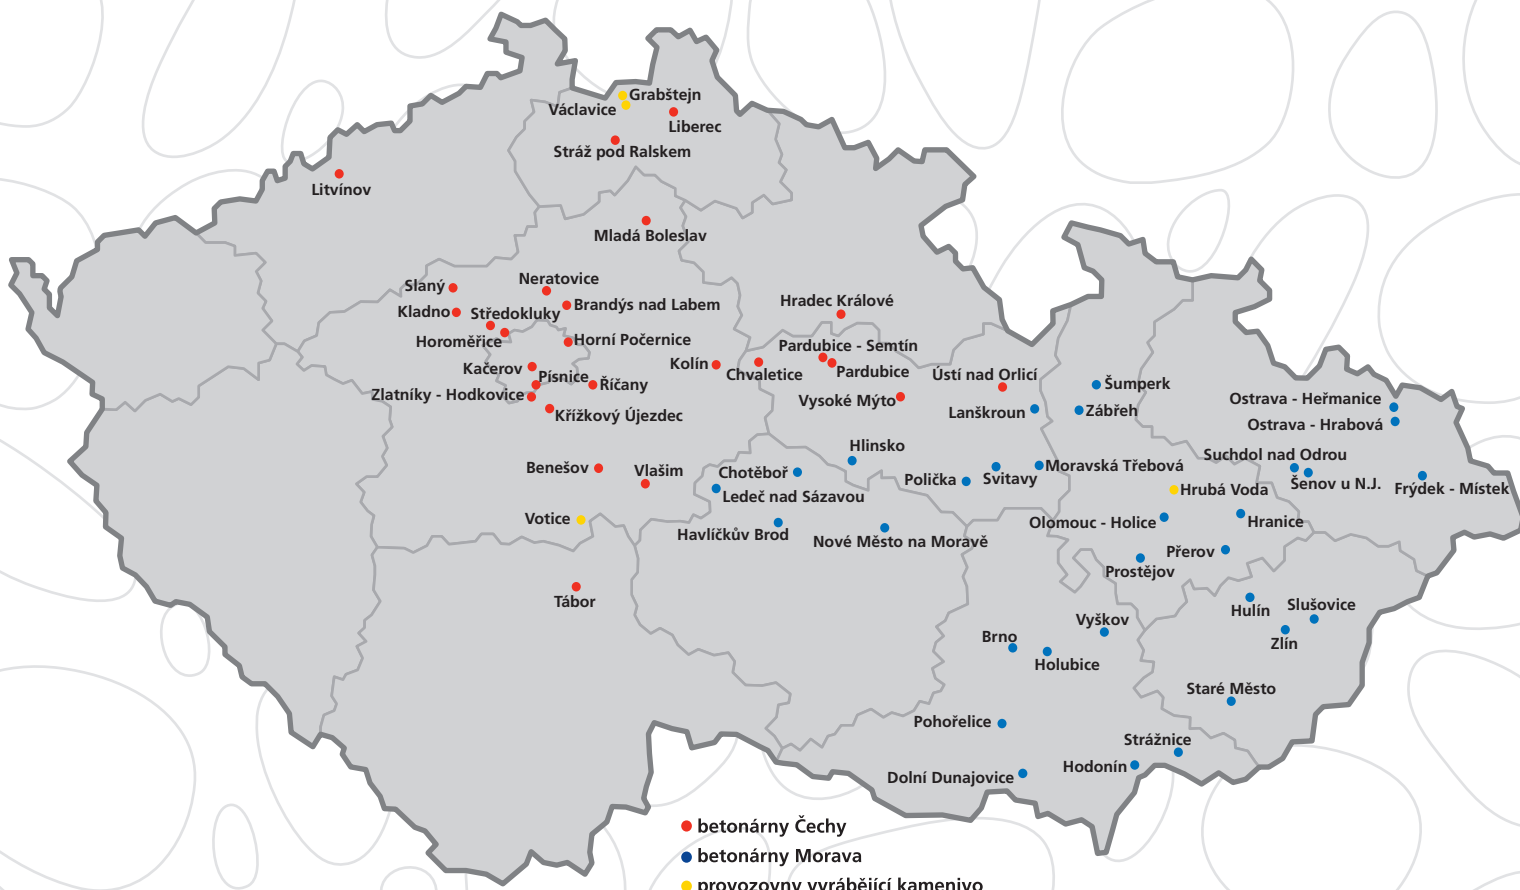 Grabštejn
Václavice
Liberec
Stráž pod Ralskem
Litvínov
Mladá Boleslav
Neratovice
Slaný
Brandýs nad Labem
Hradec Králové
Kladno
Středokluky
Horoměřice
Horní Počernice
Pardubice - Semtín
Kolín
Chvaletice
Pardubice
Kačerov
Písnice
Říčany
Ústí nad Orlicí
Šumperk
Zlatníky - Hodkovice
Vysoké Mýto
Ostrava - Heřmanice
Křížkový Újezdec
Lanškroun
Zábřeh
Ostrava - Hrabová
Hlinsko
Suchdol nad Odrou
Benešov
Vlašim
Chotěboř
Moravská Třebová
Polička
Svitavy
Šenov u N.J.
Hrubá Voda
Frýdek - Místek
Ledeč nad Sázavou
Votice
Olomouc - Holice
Hranice
Havlíčkův Brod
Nové Město na Moravě
Přerov
Prostějov
Tábor
Hulín
Slušovice
Vyškov
Brno
Zlín
Holubice
Staré Město
Pohořelice
Strážnice
Hodonín
Dolní Dunajovice
betonárny Čechy
betonárny Morava
provozovny vyrábějící kamenivo